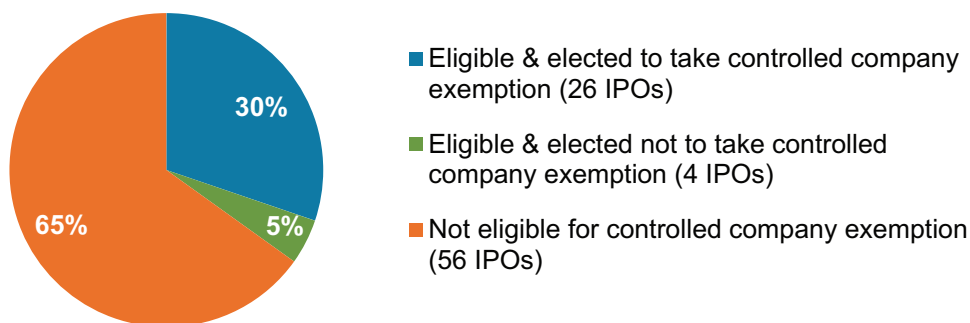 30%
5%
65%
Eligible & elected to take controlled company
exemption (26 IPOs)
Eligible & elected not to take controlled
company exemption (4 IPOs)
Not eligible for controlled company exemption
(56 IPOs)